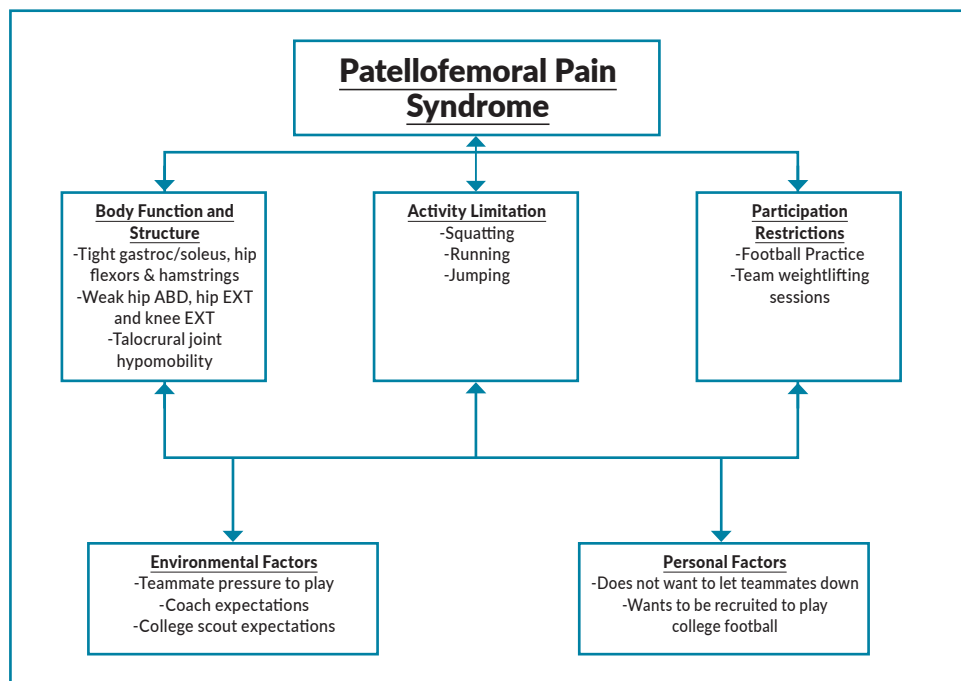 Patellofemoral Pain
Syndrome
Body Function and
Structure
-Tight gastroc/soleus, hip
flexors & hamstrings
-Weak hip ABD, hip EXT
and knee EXT
-Talocrural joint
hypomobility
Activity Limitation
-Squatting
-Running
-Jumping
Participation
Restrictions
-Football Practice
-Team weightlifting
sessions
Environmental Factors
-Teammate pressure to play
-Coach expectations
-College scout expectations
Personal Factors
-Does not want to let teammates down
-Wants to be recruited to play
college football